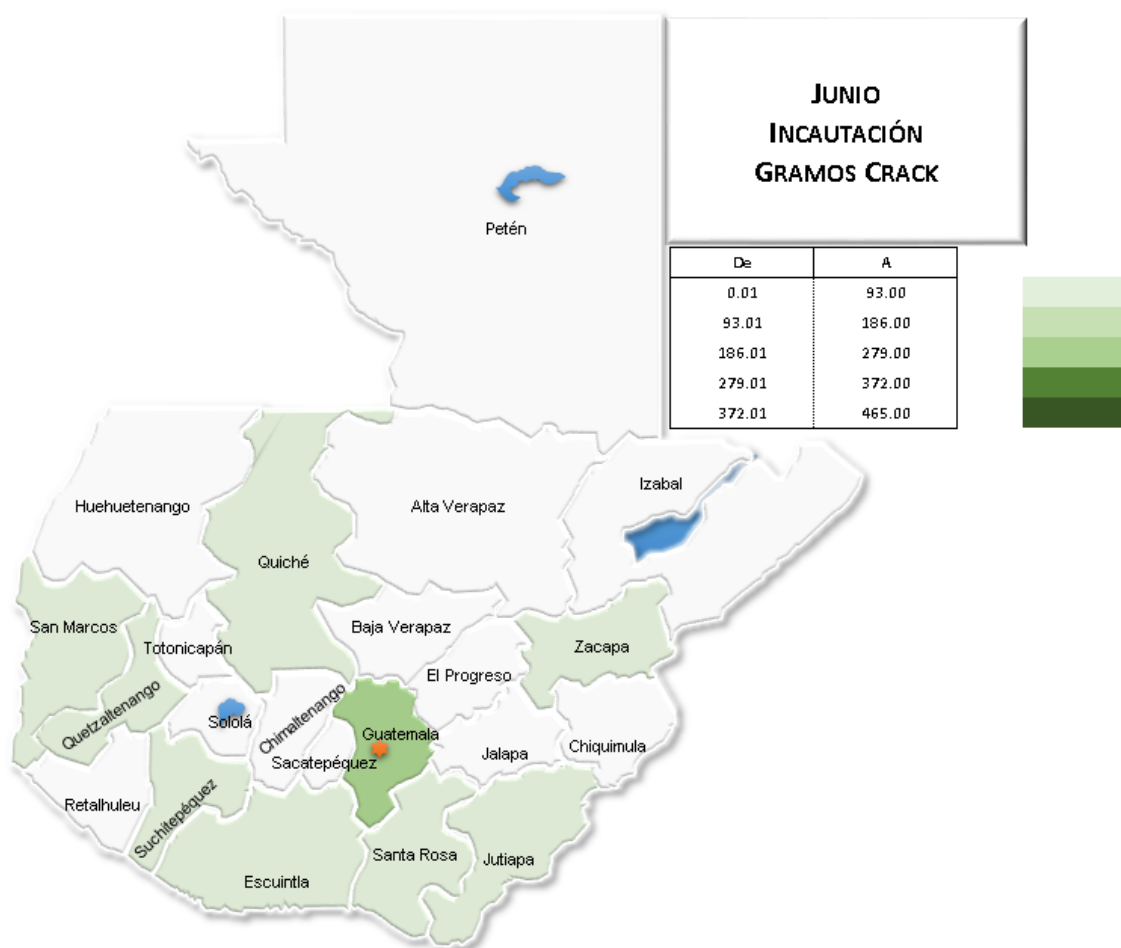 JUNIO
INCAUTACIÓN
GRAMOS CRACK
De A
0.01 93.00
93.01 186.00
186.01 279.00
279.01 372.00
372.01 465.00
Petén
Huehuetenango
Alta Verapaz
Izabal
Quiché
San Marcos
Totonicapán
Baja Verapaz
Zacapa
El Progreso
Quetzaltenango
Sololá
Chimaltenango
Guatemala
Sacatepéquez
Jalapa
Chiquimula
Retalhuleu
Suchitepéquez
Escuintla
Santa Rosa
Jutiapa